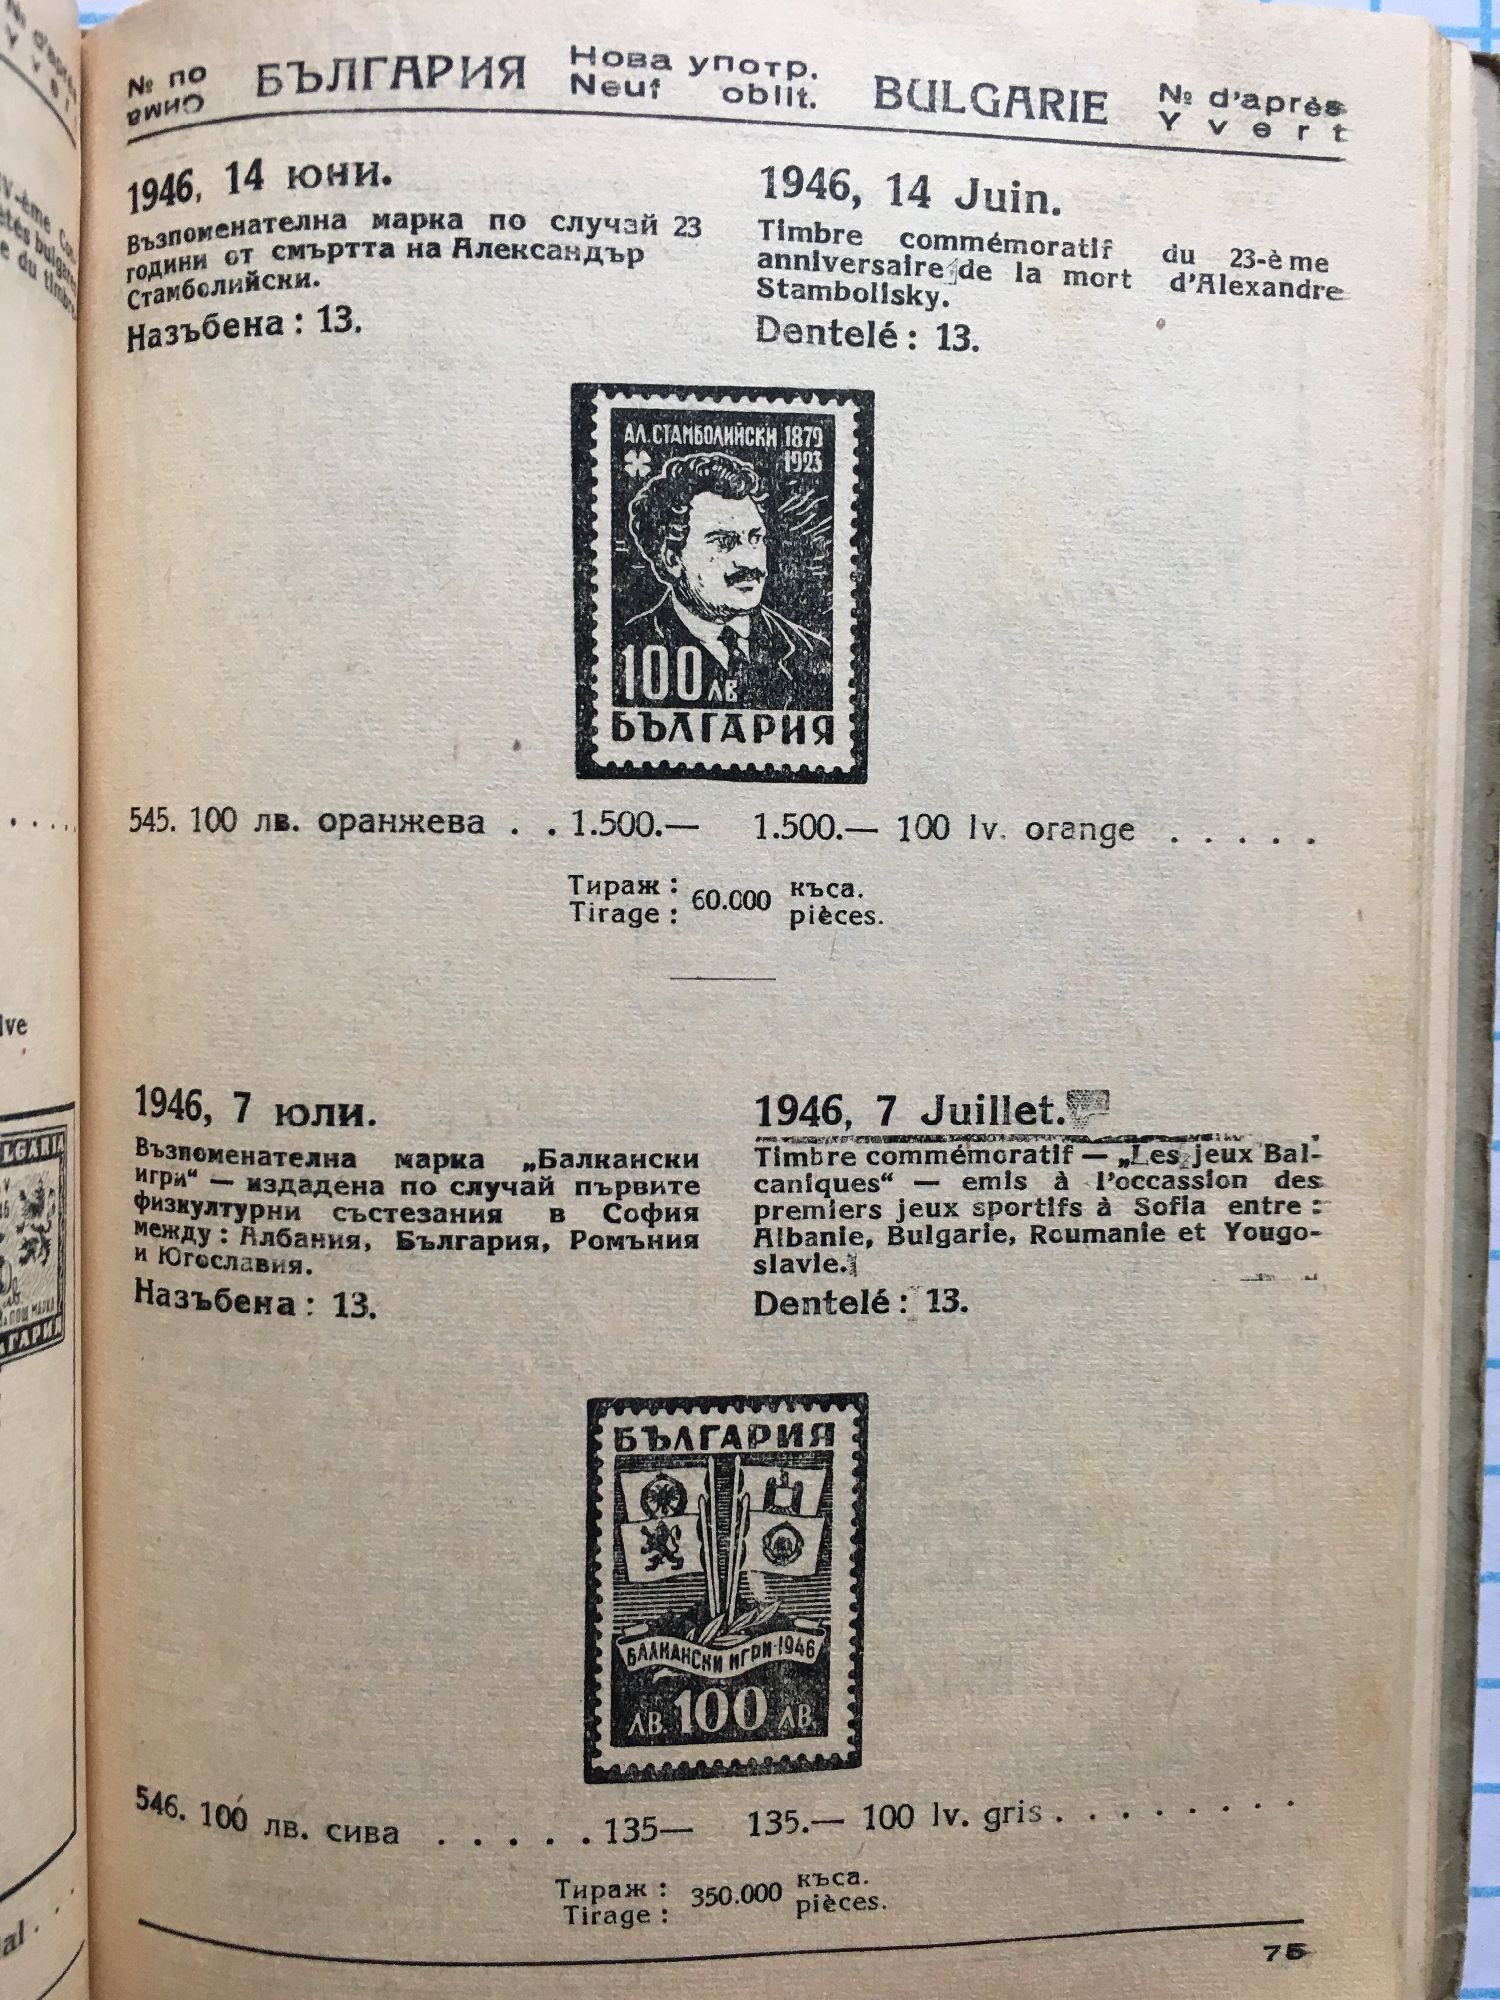 № по
Сима
БЪЛГАРИЯ
Нова употр.
Neuf oblit.
BULGARIE
№ d'après
Yvert
1946, 14 юни.
Възпоменателна марка по случай 23
години от смъртта на Александър
Стамболийски.
Назъбена : 13.
1946, 14 Juin.
Timbre commémoratif du 23-ème
anniversaire de la mort d'Alexandre
Stambolisky.
Dentelé : 13.
АЛ. СТАМБОЛИЙСКИ 1879
1923
100 ЛВ.
БЪЛГАРИЯ
545. 100 лв. оранжева . . 1.500.— 1.500.— 100 lv. orange . . . . .
Тираж : 60.000 къса.
Tirage : pièces.
1946, 7 юли.
Възпоменателна марка „Балкански
игри“ — издадена по случай първите
физкултурни състезания в София
между : Албания, България, Ромъния
и Югославия.
Назъбена : 13.
1946, 7 Juillet.
Timbre commémoratif — „Les jeux Bal-
caniques“ — emis à l'occassion des
premiers jeux sportifs à Sofia entre :
Albanie, Bulgarie, Roumanie et Yougo-
slavie.
Dentelé : 13.
БЪЛГАРИЯ
БАЛКАНСКИ ИГРИ·1946
ЛВ. 100 ЛВ.
546. 100 лв. сива . . . . . . 135— 135.— 100 lv. gris . . . . . . . .
Тираж : 350.000 къса.
Tirage : pièces.
75